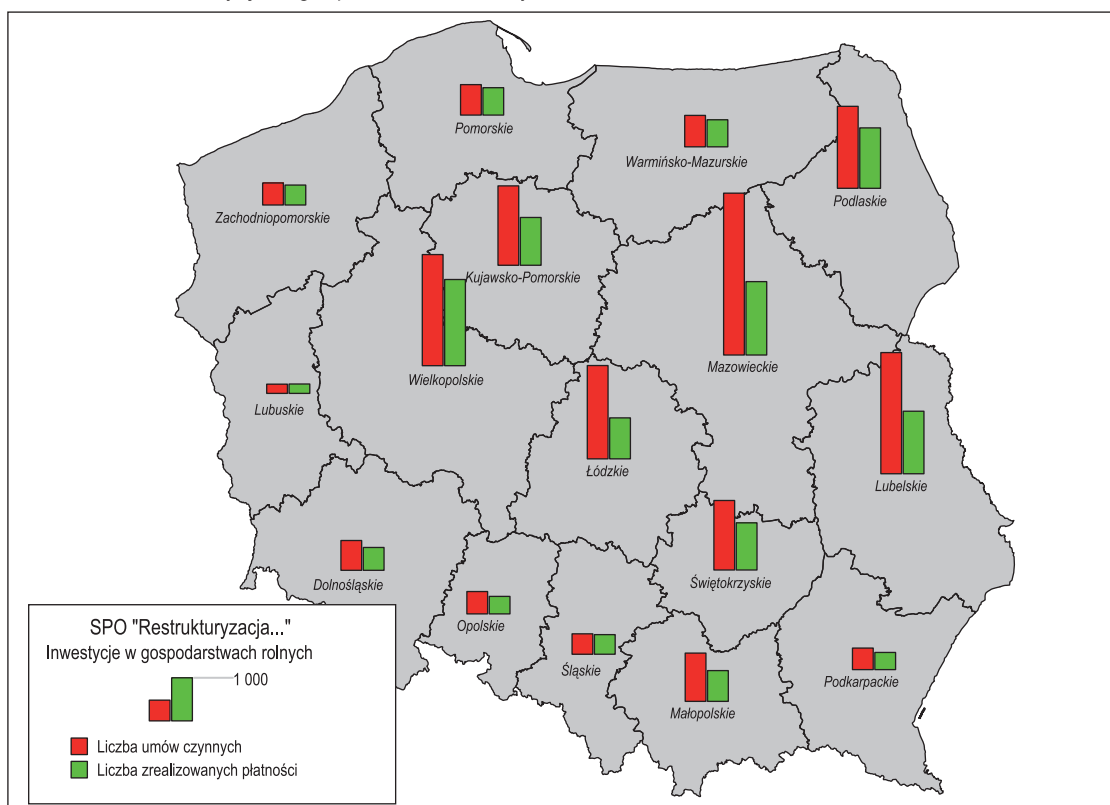 Pomorskie
Warmińsko-Mazurskie
Podlaskie
Zachodniopomorskie
Kujawsko-Pomorskie
Mazowieckie
Wielkopolskie
Lubuskie
Łódzkie
Lubelskie
Dolnośląskie
Świętokrzyskie
Opolskie
Śląskie
Podkarpackie
Małopolskie
SPO "Restrukturyzacja..."
Inwestycje w gospodarstwach rolnych
1 000
Liczba umów czynnych
Liczba zrealizowanych płatności